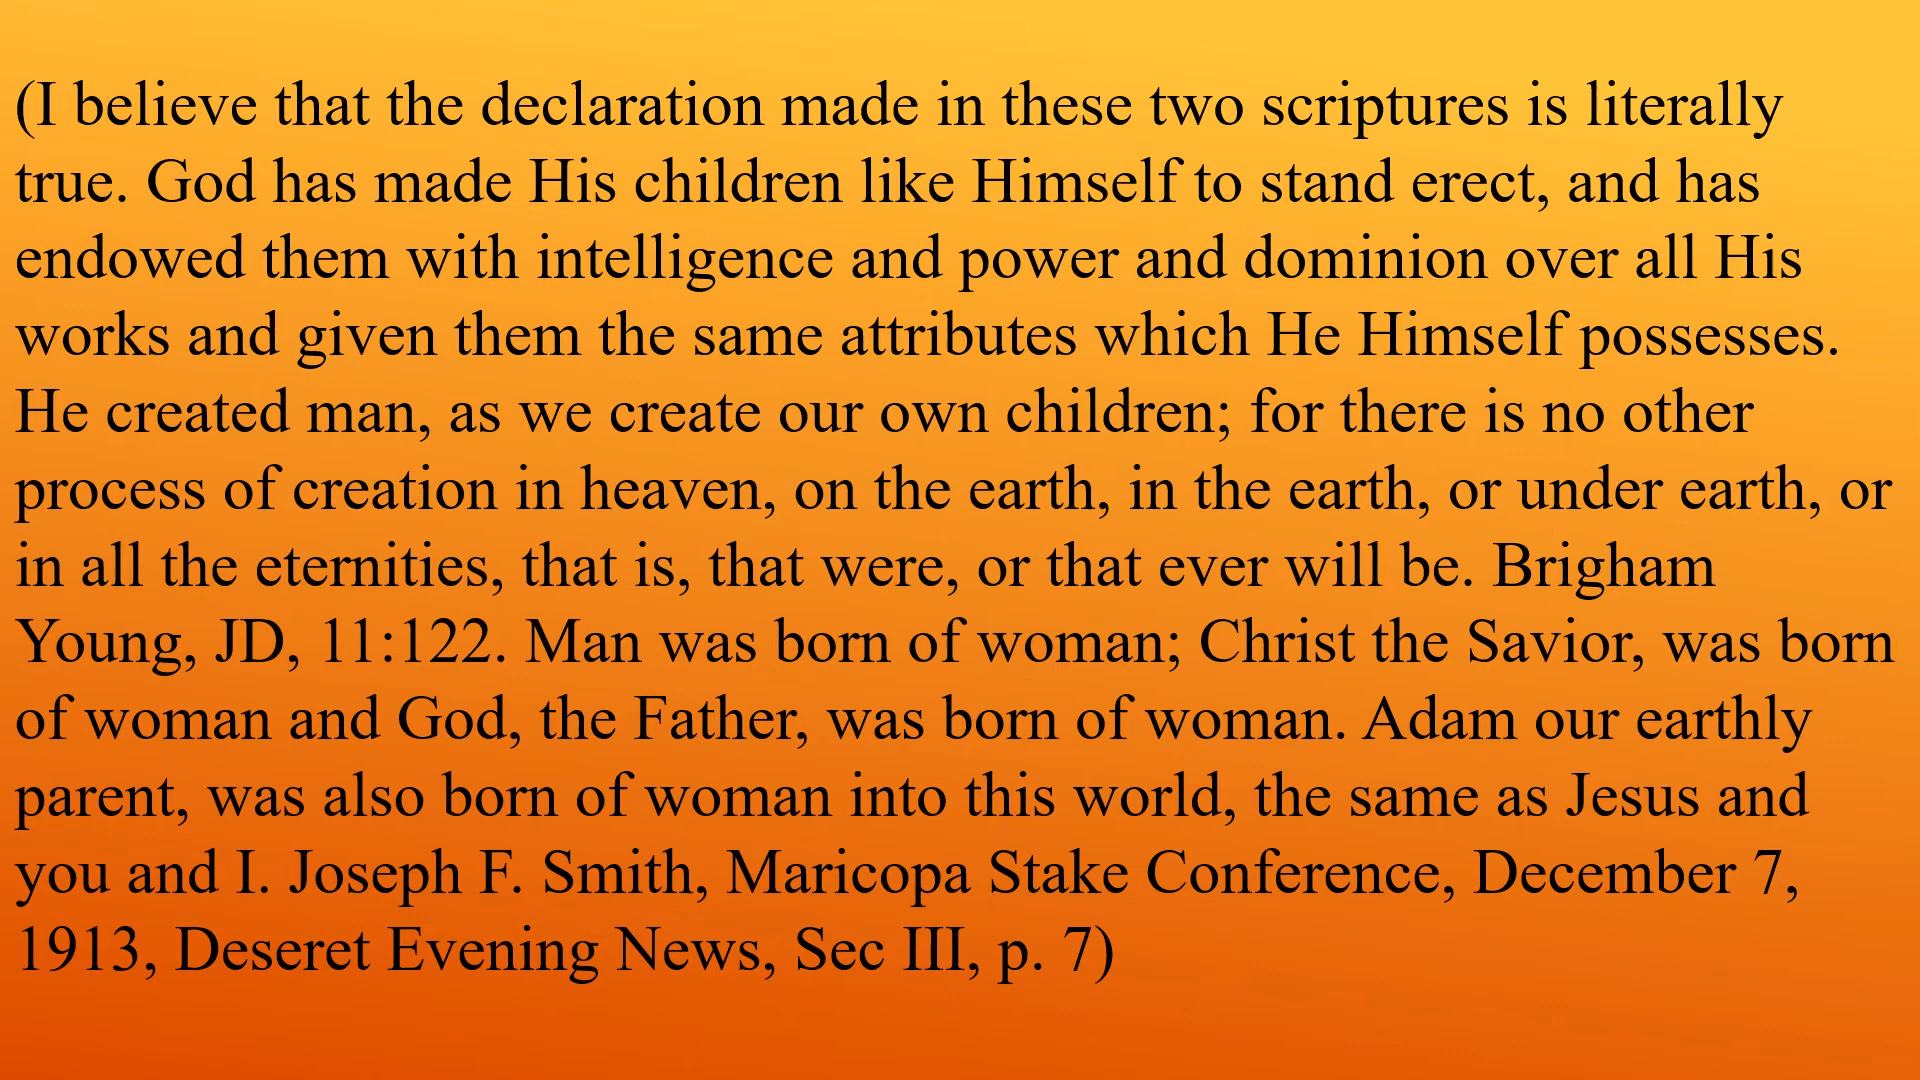 (I believe that the declaration made in these two scriptures is literally
true. God has made His children like Himself to stand erect, and has
endowed them with intelligence and power and dominion over all His
works and given them the same attributes which He Himself possesses.
He created man, as we create our own children; for there is no other
process of creation in heaven, on the earth, in the earth, or under earth, or
in all the eternities, that is, that were, or that ever will be. Brigham
Young, JD, 11:122. Man was born of woman; Christ the Savior, was born
of woman and God, the Father, was born of woman. Adam our earthly
parent, was also born of woman into this world, the same as Jesus and
you and I. Joseph F. Smith, Maricopa Stake Conference, December 7,
1913, Deseret Evening News, Sec III, p. 7)